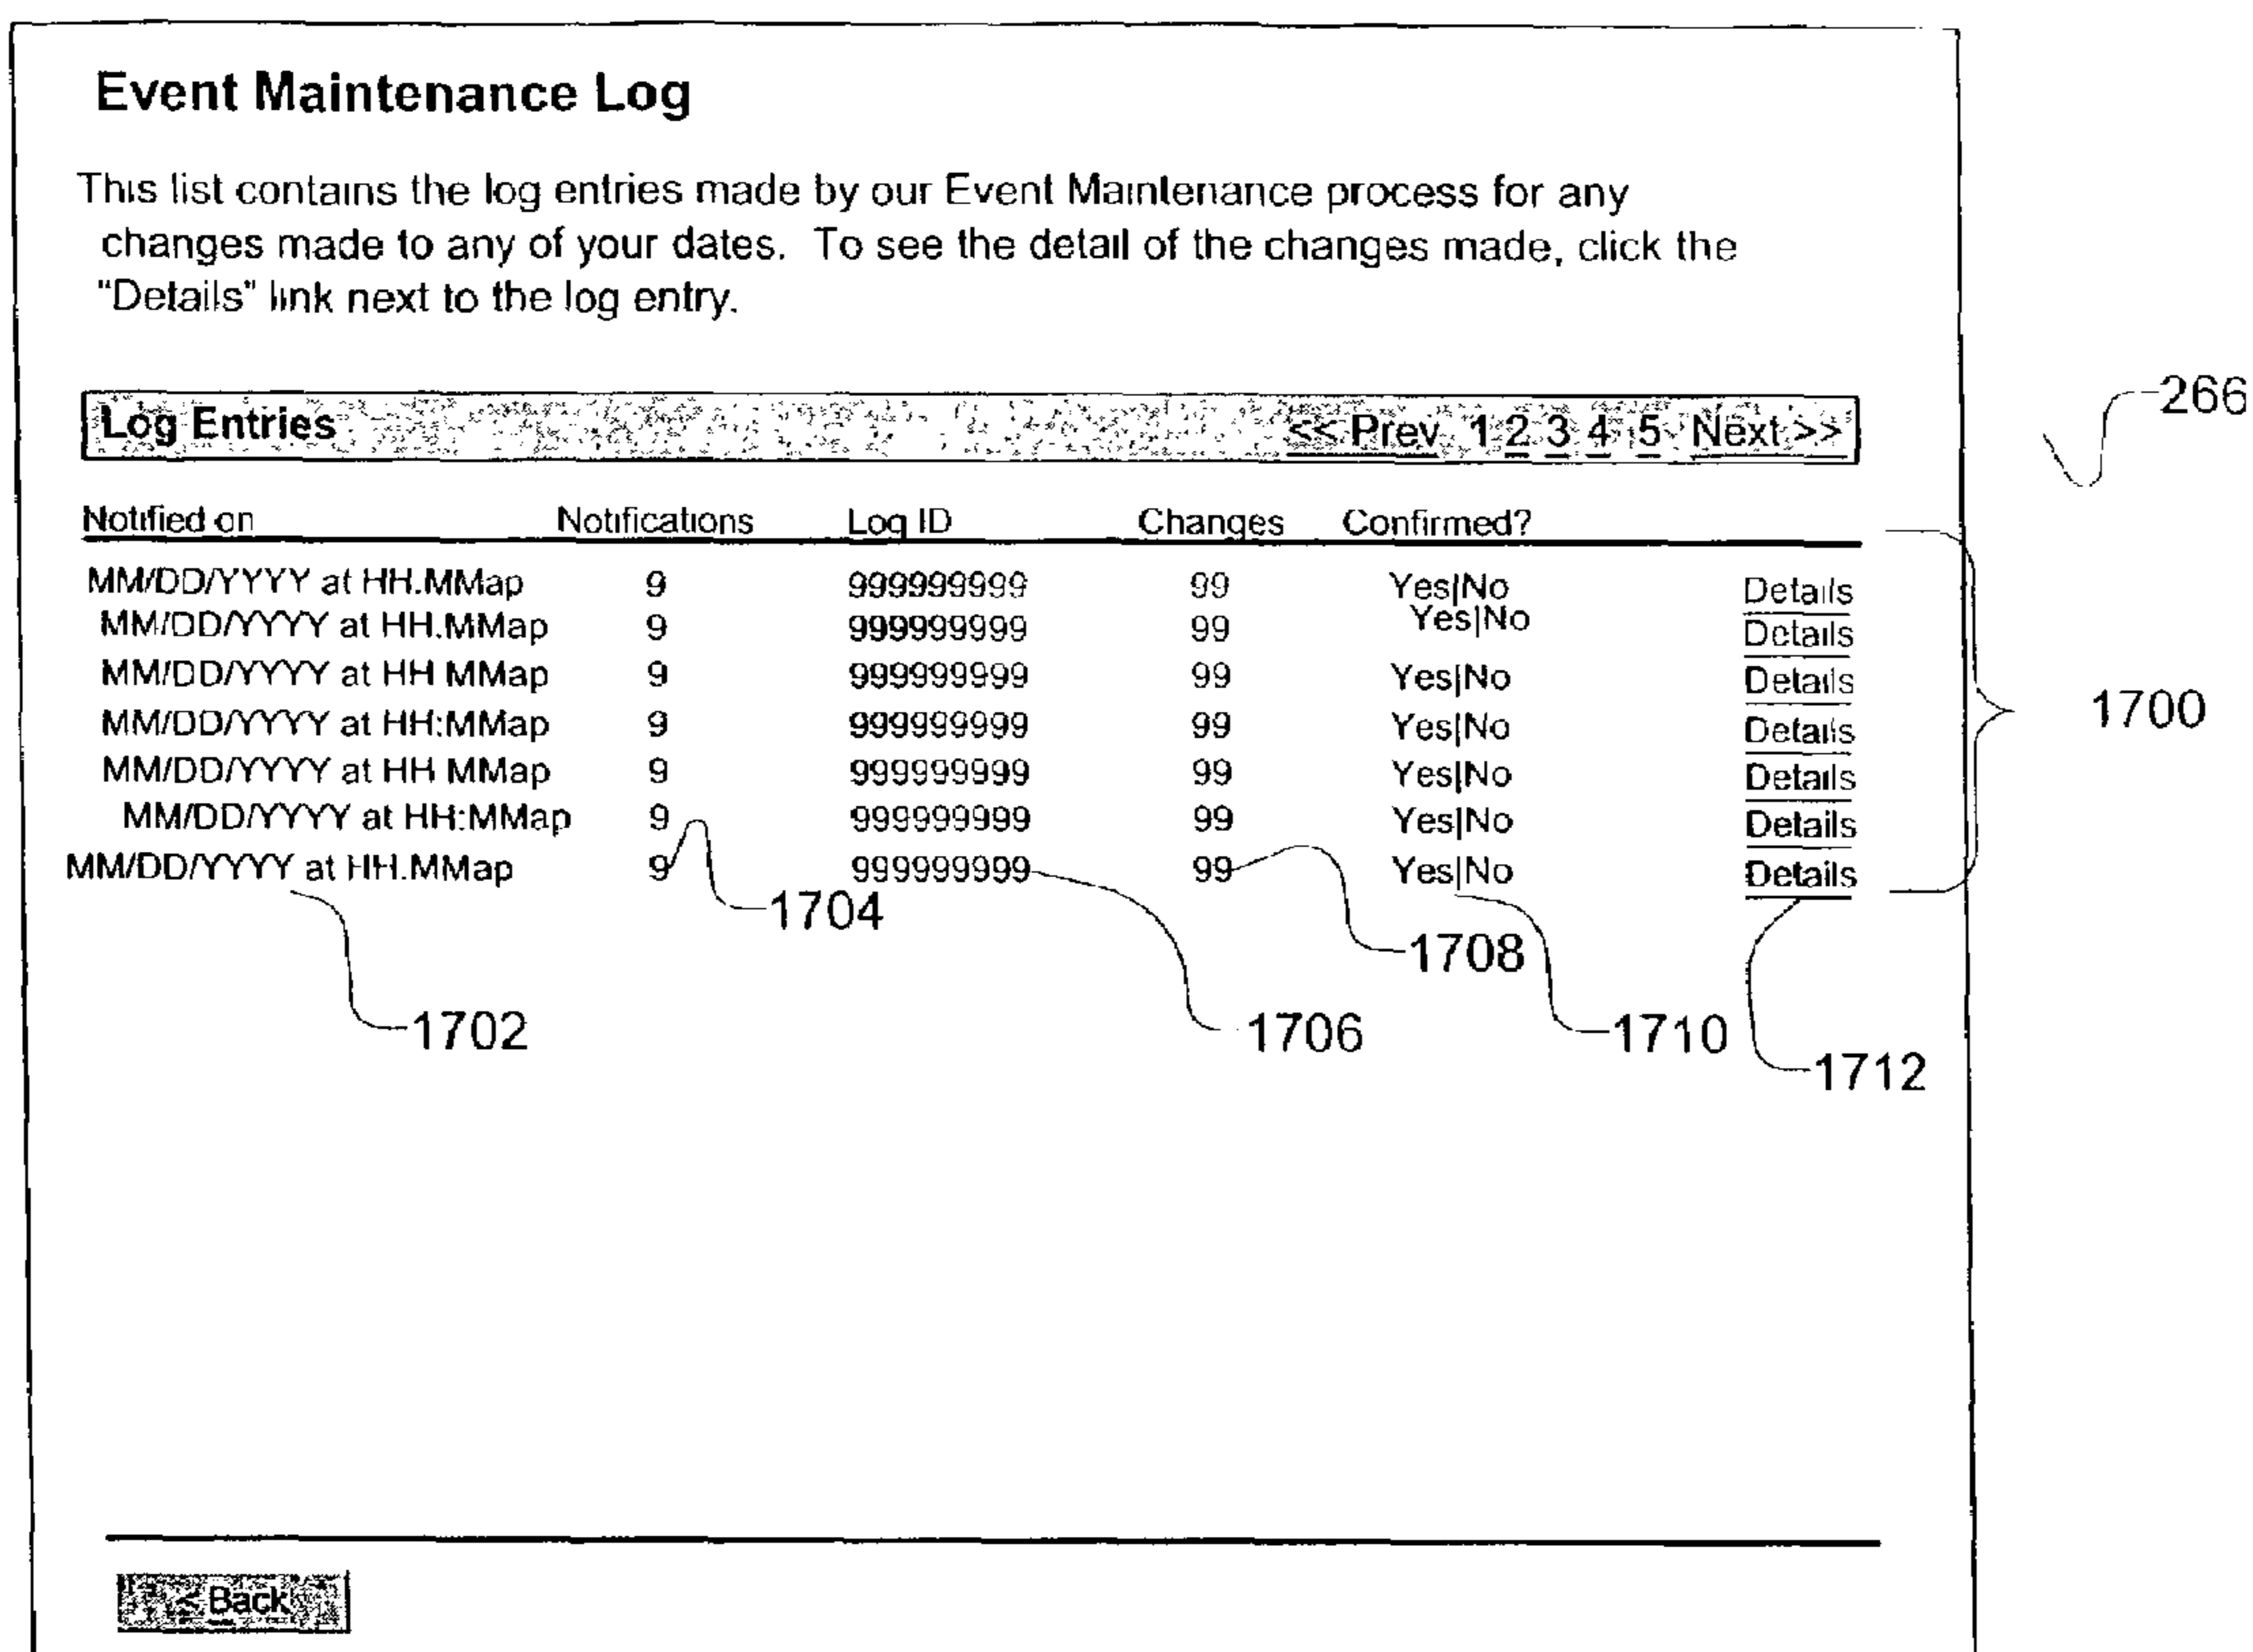 Event Maintenance Log
This list contains the log entries made by our Event Maintenance process for any
changes made to any of your dates. To see the detail of the changes made, click the
"Details" link next to the log entry.
Log Entries << Prev 1 2 3 4 5 Next >>
266
Notified on Notifications Log ID Changes Confirmed?
MM/DD/YYYY at HH.MMap 9 999999999 99 Yes|No Details
MM/DD/YYYY at HH.MMap 9 999999999 99 Yes|No Details
MM/DD/YYYY at HH MMap 9 999999999 99 Yes|No Details
MM/DD/YYYY at HH:MMap 9 999999999 99 Yes|No Details
1700
MM/DD/YYYY at HH MMap 9 999999999 99 Yes|No Details
MM/DD/YYYY at HH:MMap 9 999999999 99 Yes|No Details
MM/DD/YYYY at HH.MMap 9 999999999 99 Yes|No Details
1704
1708
1702 1706 1710
1712
< Back